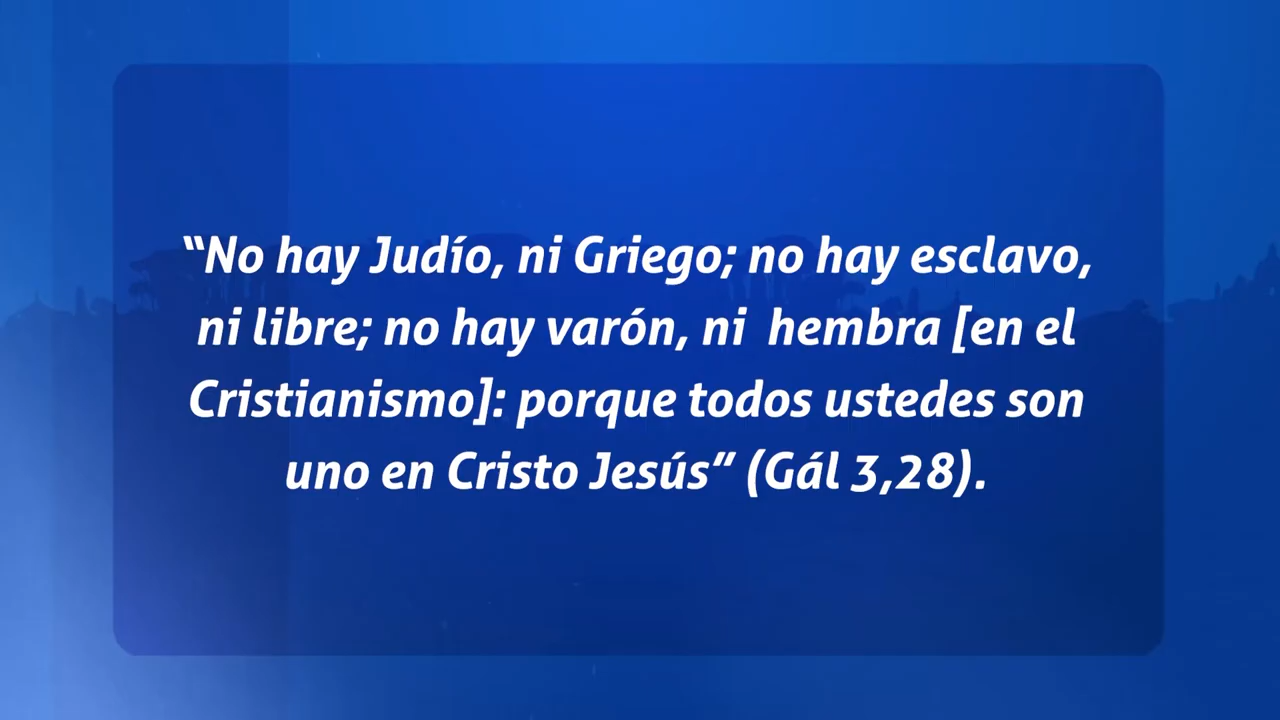 “No hay Judío, ni Griego; no hay esclavo,
ni libre; no hay varón, ni  hembra [en el
Cristianismo]: porque todos ustedes son
uno en Cristo Jesús” (Gál 3,28).